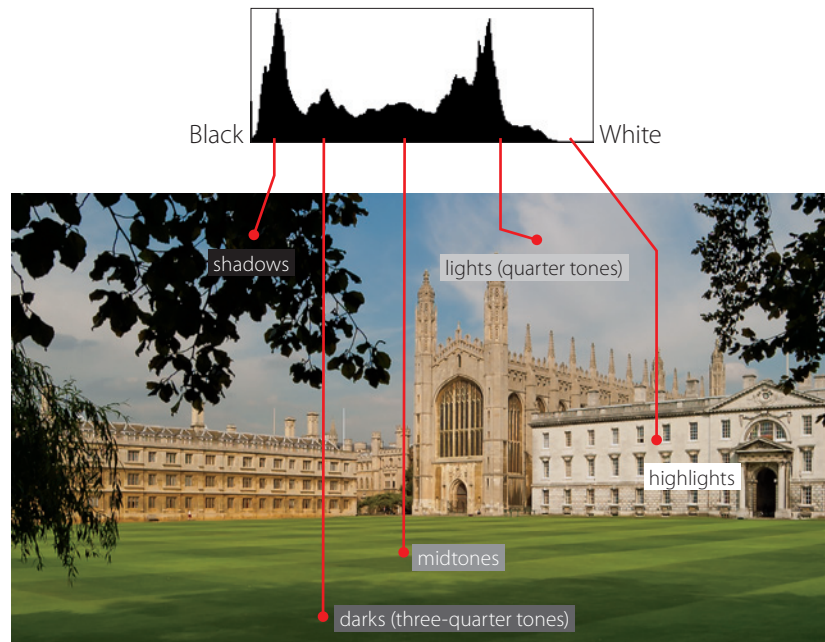 Black
White
shadows
lights (quarter tones)
highlights
midtones
darks (three-quarter tones)